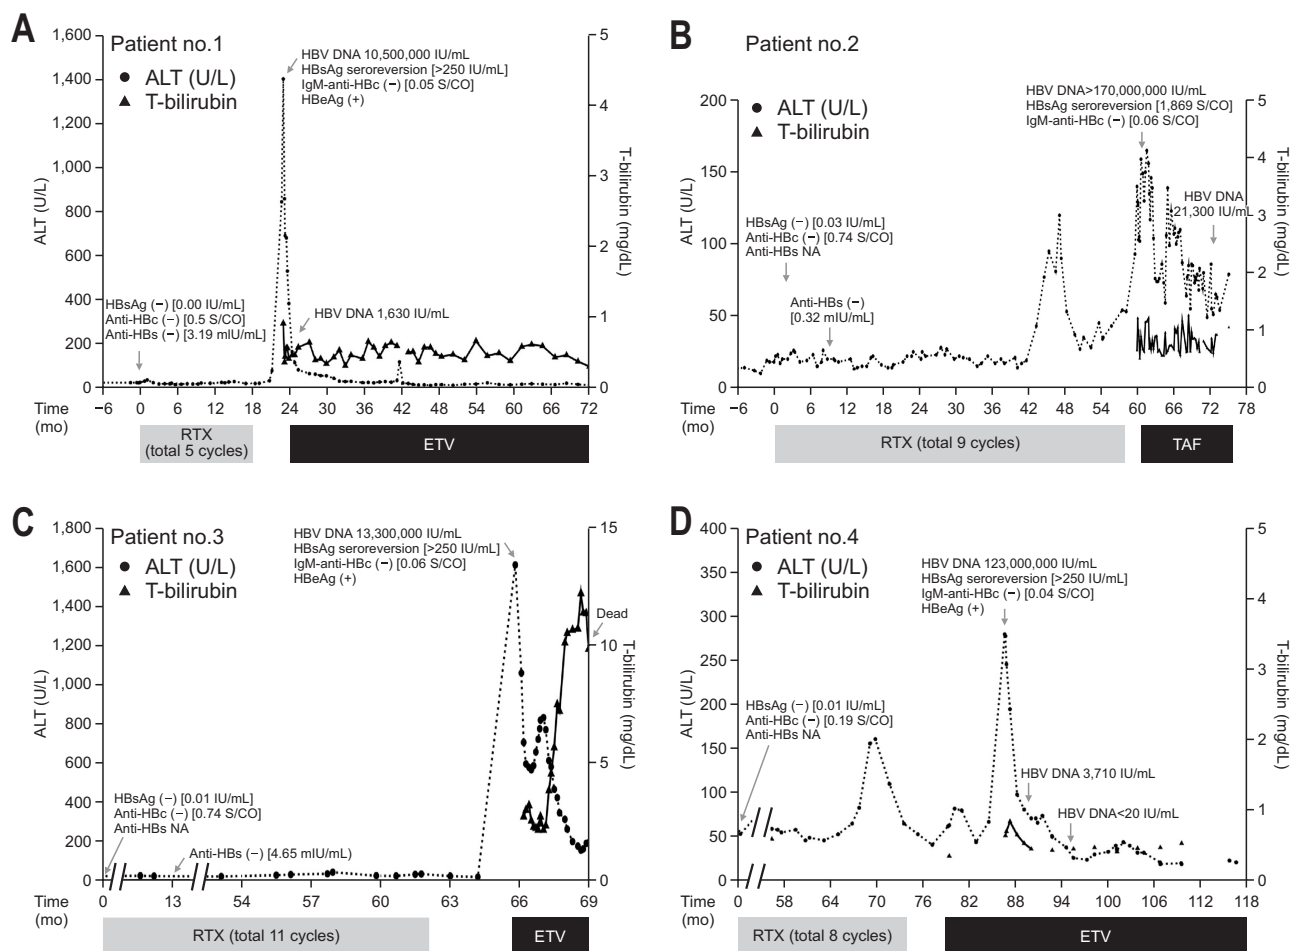 A
Patient no.1
ALT (U/L)
T-bilirubin
HBV DNA 10,500,000 IU/mL
HBsAg seroreversion [>250 IU/mL]
IgM-anti-HBc (−) [0.05 S/CO]
HBeAg (+)
HBsAg (−) [0.00 IU/mL]
Anti-HBc (−) [0.5 S/CO]
Anti-HBs (−) [3.19 mIU/mL)
HBV DNA 1,630 IU/mL
ALT (U/L)
1,600
1,400
1,200
1,000
800
600
400
200
0
T-bilirubin (mg/dL)
5
4
3
2
1
0
Time
(mo)
−6 0 6 12 18 24 30 36 42 48 54 60 66 72
RTX
(total 5 cycles)
ETV
B
Patient no.2
ALT (U/L)
T-bilirubin
HBV DNA>170,000,000 IU/mL
HBsAg seroreversion [1,869 S/CO]
IgM-anti-HBc (−) [0.06 S/CO]
HBV DNA
21,300 IU/mL
HBsAg (−) [0.03 IU/mL]
Anti-HBc (−) [0.74 S/CO]
Anti-HBs NA
Anti-HBs (−)
[0.32 mIU/mL]
ALT (U/L)
200
150
100
50
0
T-bilirubin (mg/dL)
5
4
3
2
1
0
Time
(mo)
−6 0 6 12 18 24 30 36 42 48 54 60 66 72 78
RTX (total 9 cycles)
TAF
C
Patient no.3
ALT (U/L)
T-bilirubin
HBV DNA 13,300,000 IU/mL
HBsAg seroreversion [>250 IU/mL]
IgM-anti-HBc (−) [0.06 S/CO]
HBeAg (+)
Dead
HBsAg (−) [0.01 IU/mL]
Anti-HBc (−) [0.74 S/CO]
Anti-HBs NA
Anti-HBs (−) [4.65 mIU/mL)
ALT (U/L)
1,800
1,600
1,400
1,200
1,000
800
600
400
200
0
T-bilirubin (mg/dL)
15
10
5
0
Time
(mo)
0 13 54 57 60 63 66 69
RTX (total 11 cycles)
ETV
D
Patient no.4
ALT (U/L)
T-bilirubin
HBV DNA 123,000,000 IU/mL
HBsAg seroreversion [>250 IU/mL]
IgM-anti-HBc (−) [0.04 S/CO]
HBeAg (+)
HBsAg (−) [0.01 IU/mL]
Anti-HBc (−) [0.19 S/CO]
Anti-HBs NA
HBV DNA 3,710 IU/mL
HBV DNA<20 IU/mL
ALT (U/L)
400
350
300
250
200
150
100
50
0
T-bilirubin (mg/dL)
5
4
3
2
1
0
Time
(mo)
0 58 64 70 76 82 88 94 100 106 112 118
RTX (total 8 cycles)
ETV